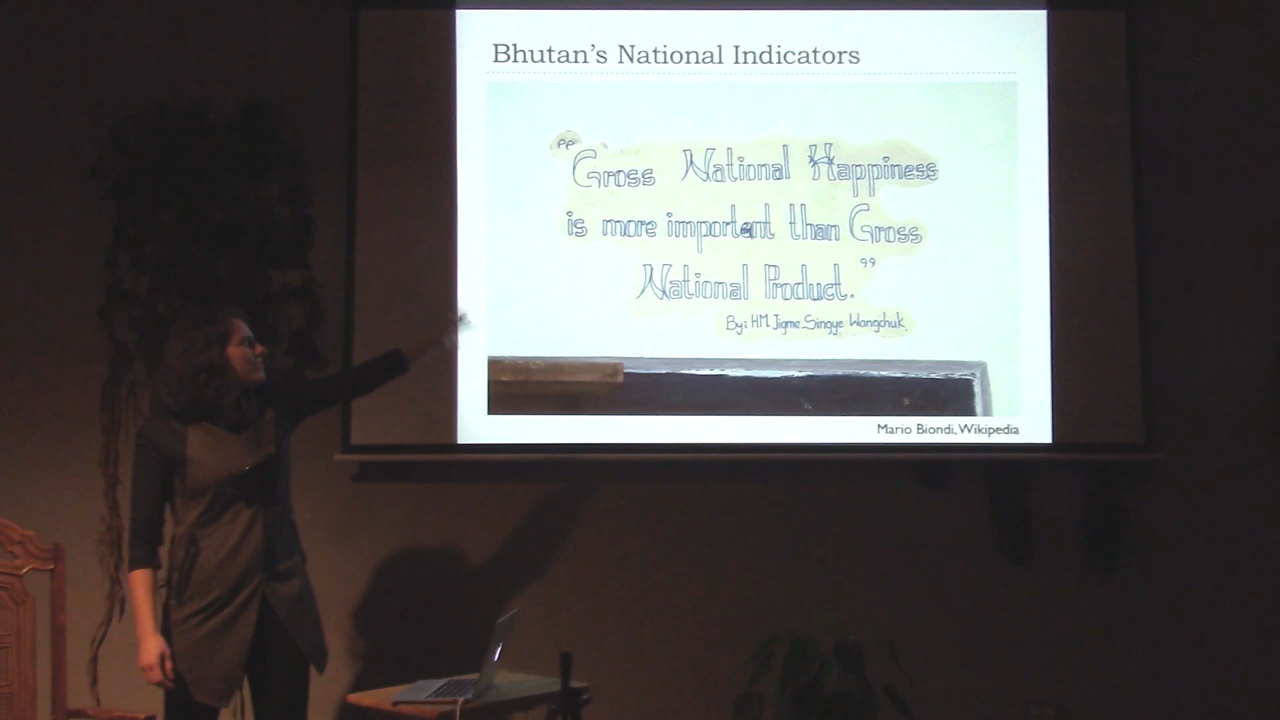 Bhutan's National Indicators
"Gross National Happiness
is more important than Gross
National Product."
By: HM Jigme Singye Wangchuk.
Mario Biondi, Wikipedia